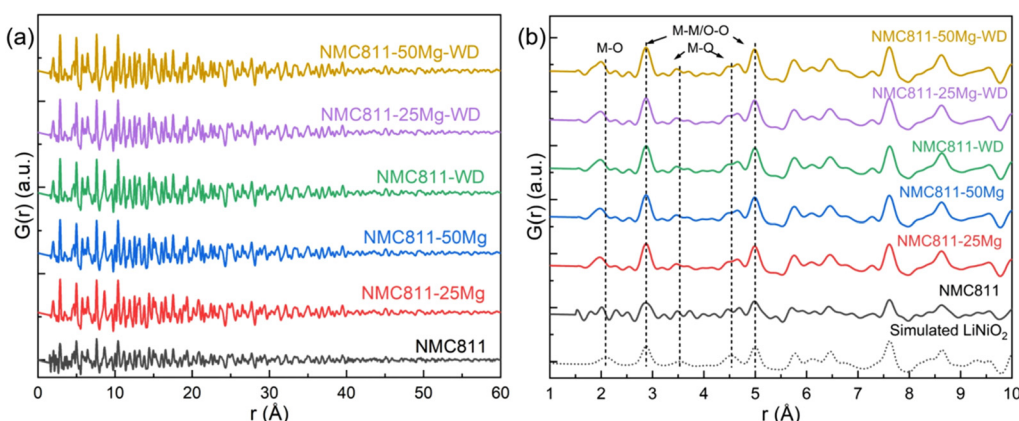 (a)
NMC811-50Mg-WD
NMC811-25Mg-WD
NMC811-WD
NMC811-50Mg
NMC811-25Mg
NMC811
G(r) (a.u.)
0 10 20 30 40 50 60
r (Å)
(b)
M-M/O-O
M-O
M-O
NMC811-50Mg-WD
NMC811-25Mg-WD
NMC811-WD
NMC811-50Mg
NMC811-25Mg
NMC811
Simulated LiNiO₂
G(r) (a.u.)
1 2 3 4 5 6 7 8 9 10
r (Å)